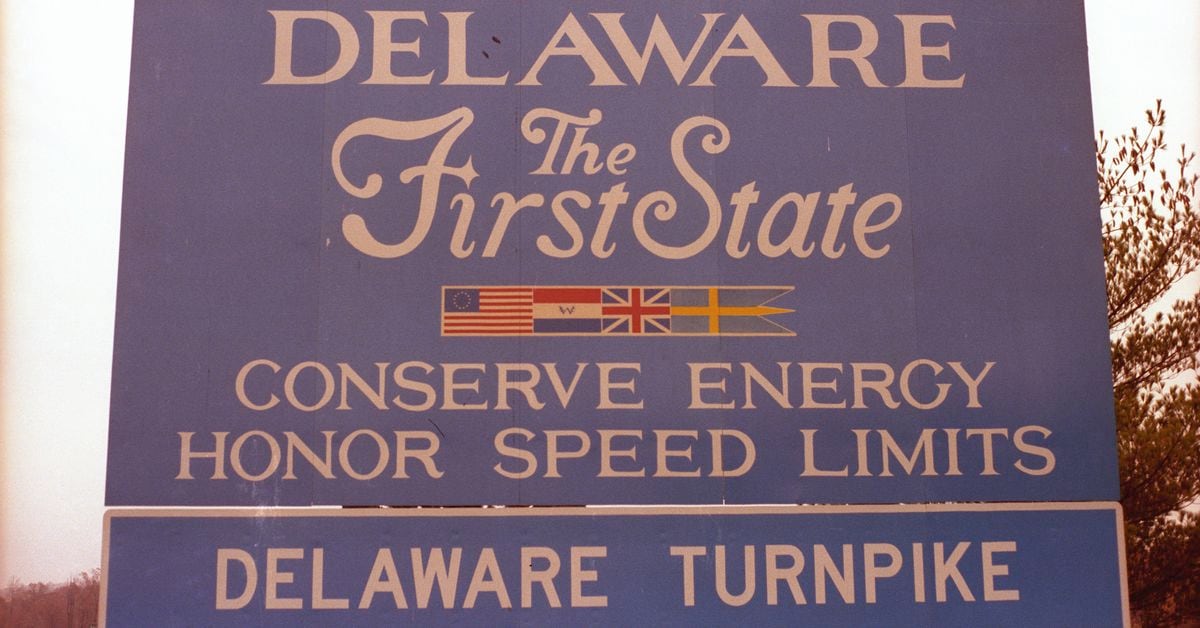 DELAWARE
The
First State
W
CONSERVE ENERGY
HONOR SPEED LIMITS
DELAWARE TURNPIKE